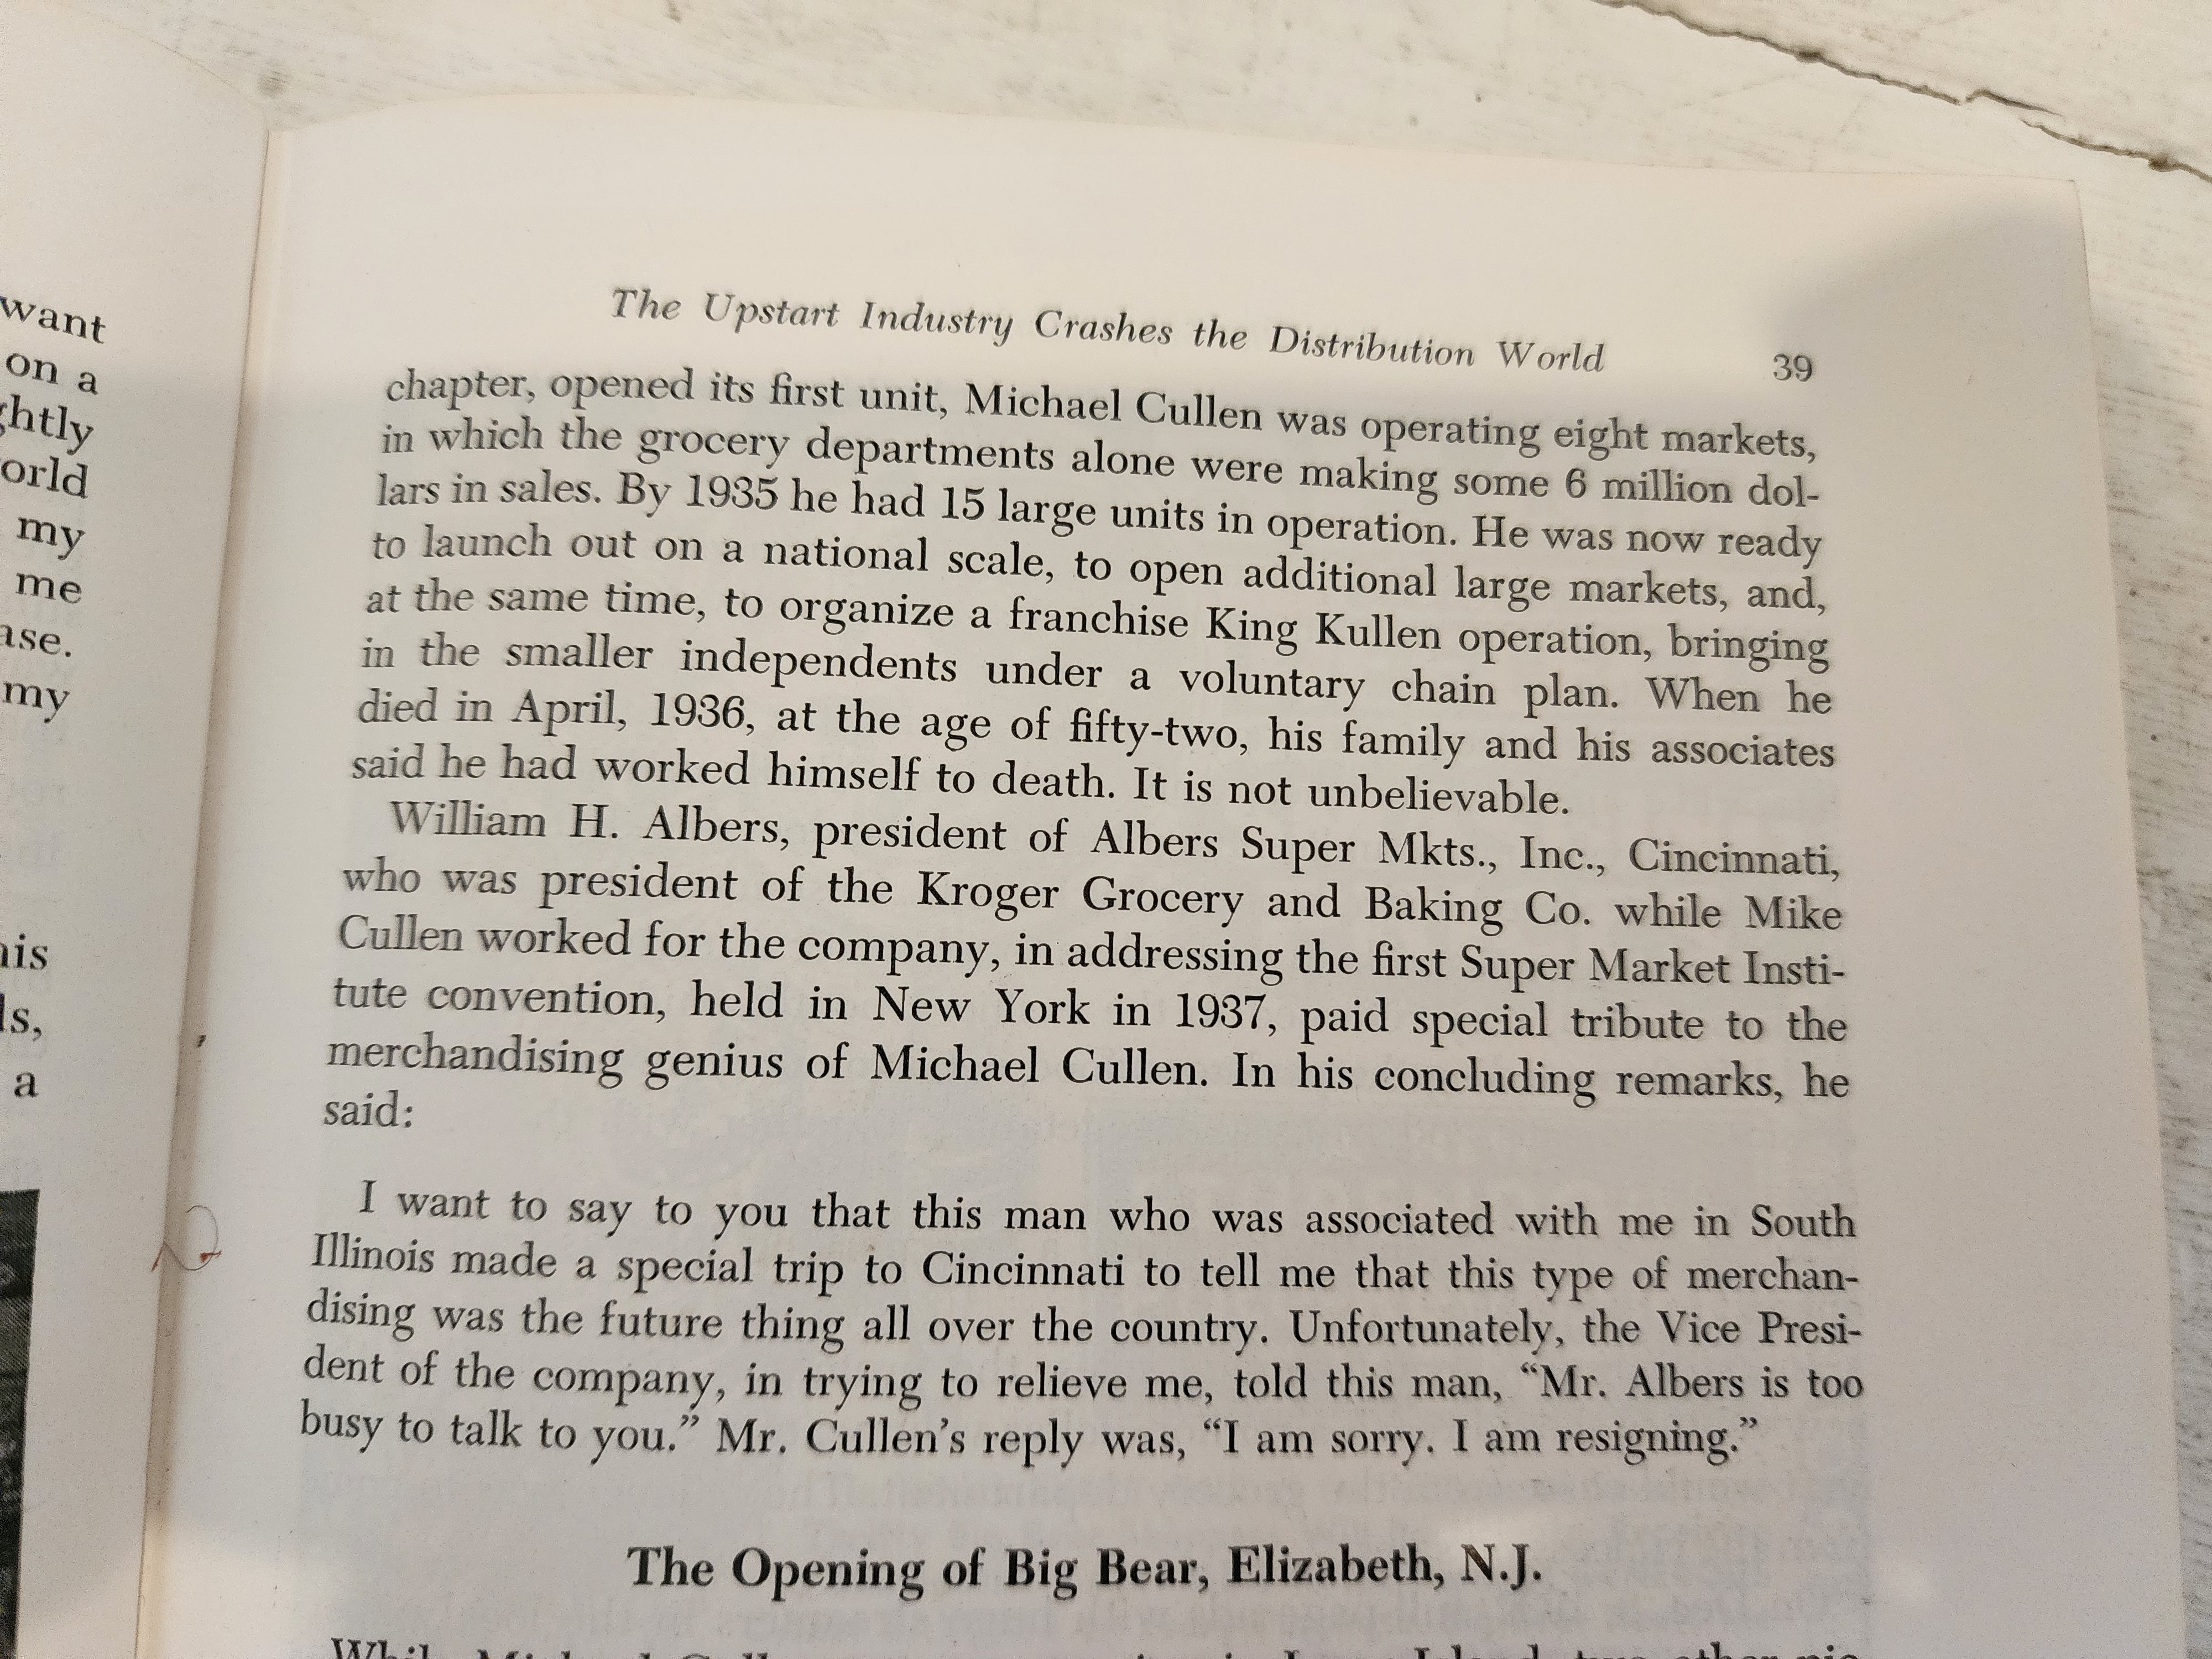 want
on a
my
me
my
a
The Upstart Industry Crashes the Distribution World 39
chapter, opened its first unit, Michael Cullen was operating eight markets,
in which the grocery departments alone were making some 6 million dol-
lars in sales. By 1935 he had 15 large units in operation. He was now ready
to launch out on a national scale, to open additional large markets, and,
at the same time, to organize a franchise King Kullen operation, bringing
in the smaller independents under a voluntary chain plan. When he
died in April, 1936, at the age of fifty-two, his family and his associates
said he had worked himself to death. It is not unbelievable.
William H. Albers, president of Albers Super Mkts., Inc., Cincinnati,
who was president of the Kroger Grocery and Baking Co. while Mike
Cullen worked for the company, in addressing the first Super Market Insti-
tute convention, held in New York in 1937, paid special tribute to the
merchandising genius of Michael Cullen. In his concluding remarks, he
said:
I want to say to you that this man who was associated with me in South
Illinois made a special trip to Cincinnati to tell me that this type of merchan-
dising was the future thing all over the country. Unfortunately, the Vice Presi-
dent of the company, in trying to relieve me, told this man, “Mr. Albers is too
busy to talk to you.” Mr. Cullen’s reply was, “I am sorry. I am resigning.”
The Opening of Big Bear, Elizabeth, N.J.